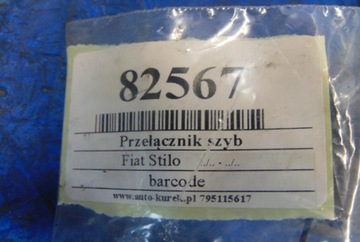 82567
Przełącznik szyb
Fiat Stilo ../.. - ../..
barcode
www.auto-kurek.pl 795115617